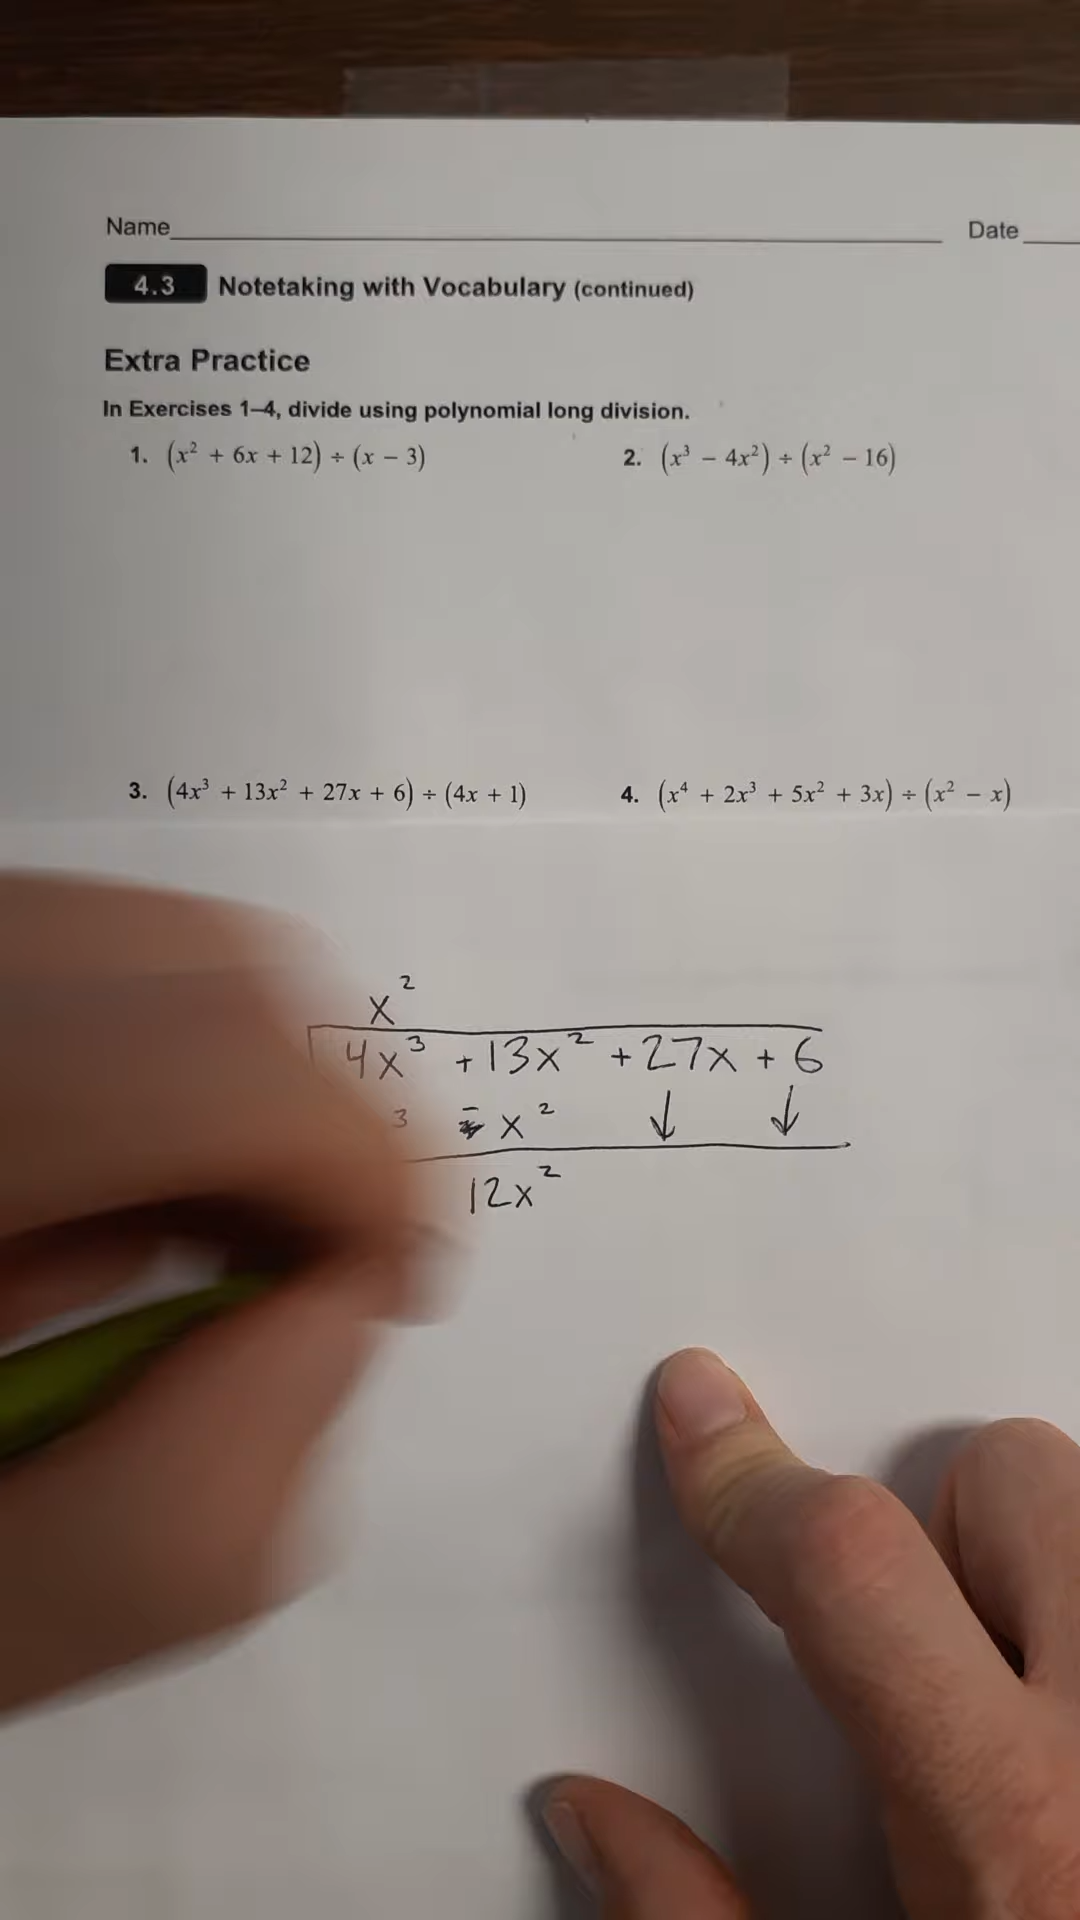 Name Date
4.3 Notetaking with Vocabulary (continued)
Extra Practice
In Exercises 1–4, divide using polynomial long division.
1. (x² + 6x + 12) ÷ (x − 3) 2. (x³ − 4x²) ÷ (x² − 16)
3. (4x³ + 13x² + 27x + 6) ÷ (4x + 1) 4. (x⁴ + 2x³ + 5x² + 3x) ÷ (x² − x)
x²
4x³ + 13x² + 27x + 6
3 − x² ↓ ↓
12x²